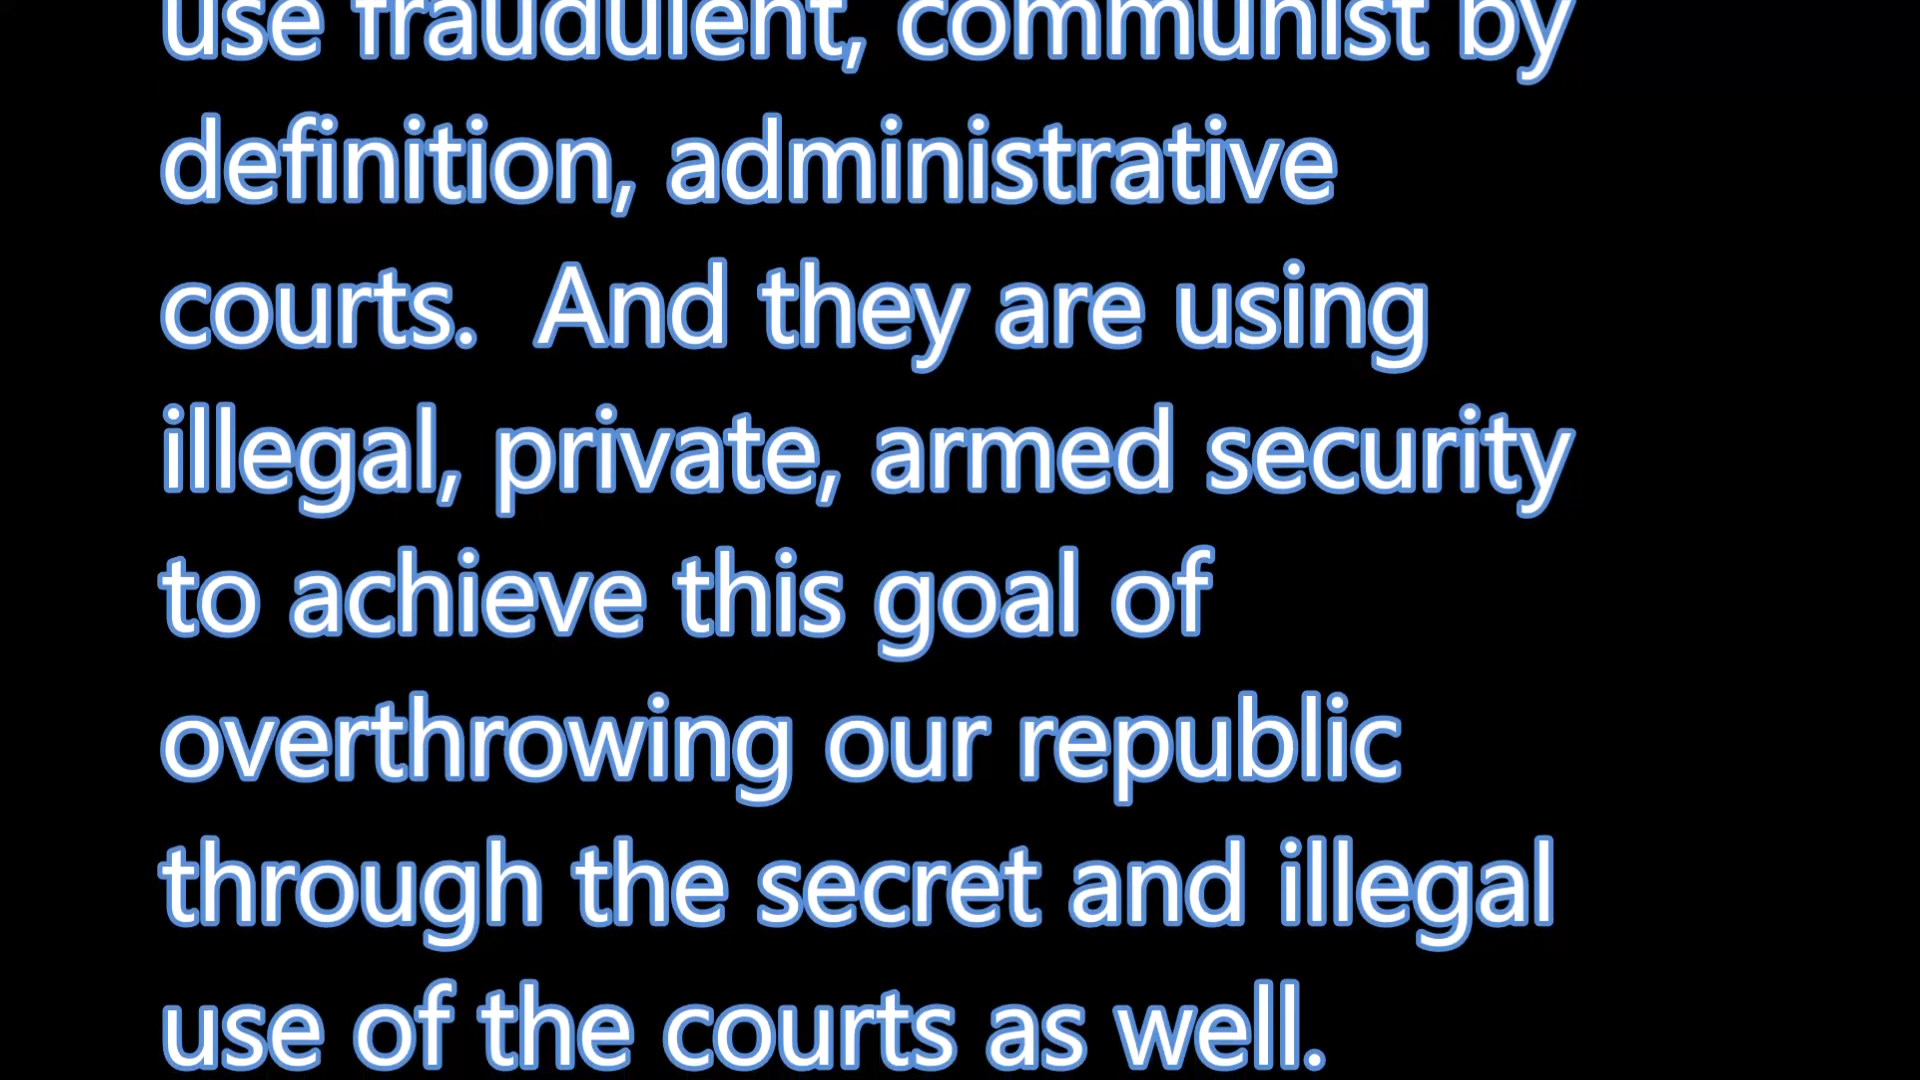 use fraudulent, communist by
definition, administrative
courts.  And they are using
illegal, private, armed security
to achieve this goal of
overthrowing our republic
through the secret and illegal
use of the courts as well.